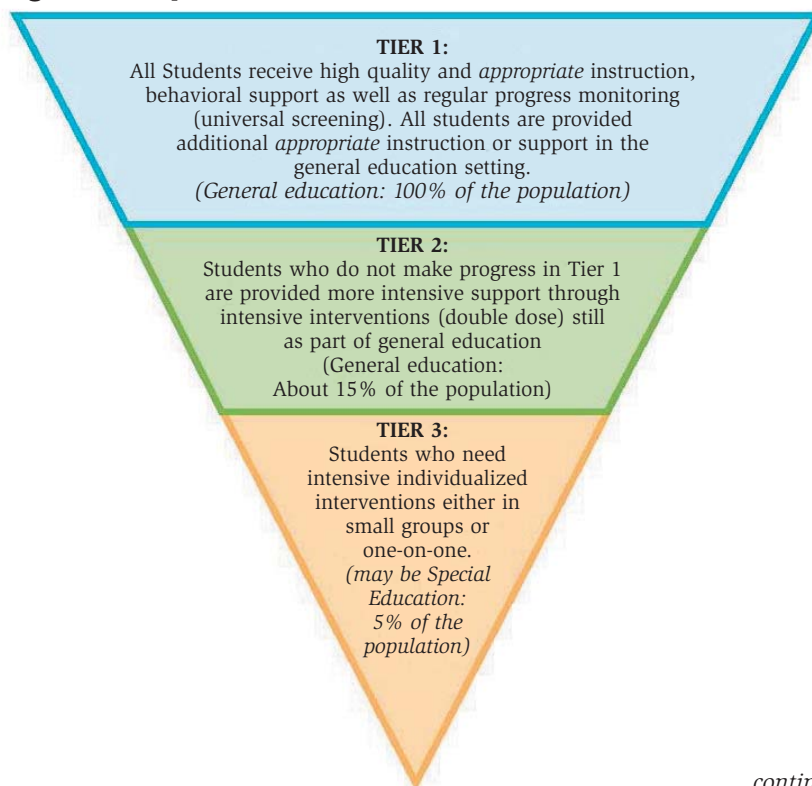 TIER 1:
All Students receive high quality and appropriate instruction,
behavioral support as well as regular progress monitoring
(universal screening). All students are provided
additional appropriate instruction or support in the
general education setting.
(General education: 100% of the population)
TIER 2:
Students who do not make progress in Tier 1
are provided more intensive support through
intensive interventions (double dose) still
as part of general education
(General education:
About 15% of the population)
TIER 3:
Students who need
intensive individualized
interventions either in
small groups or
one-on-one.
(may be Special
Education:
5% of the
population)